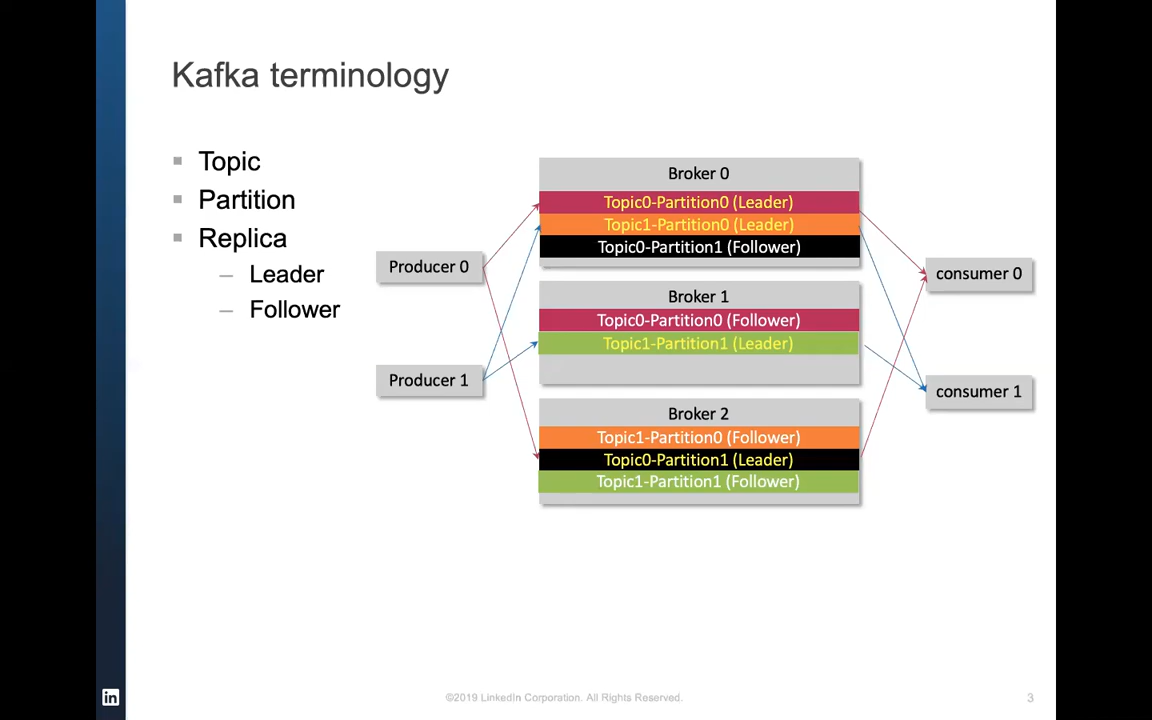 Kafka terminology
Topic
Partition
Replica
– Leader
– Follower
Producer 0
Producer 1
Broker 0
Topic0-Partition0 (Leader)
Topic1-Partition0 (Leader)
Topic0-Partition1 (Follower)
Broker 1
Topic0-Partition0 (Follower)
Topic1-Partition1 (Leader)
Broker 2
Topic1-Partition0 (Follower)
Topic0-Partition1 (Leader)
Topic1-Partition1 (Follower)
consumer 0
consumer 1
in
©2019 LinkedIn Corporation. All Rights Reserved.
3